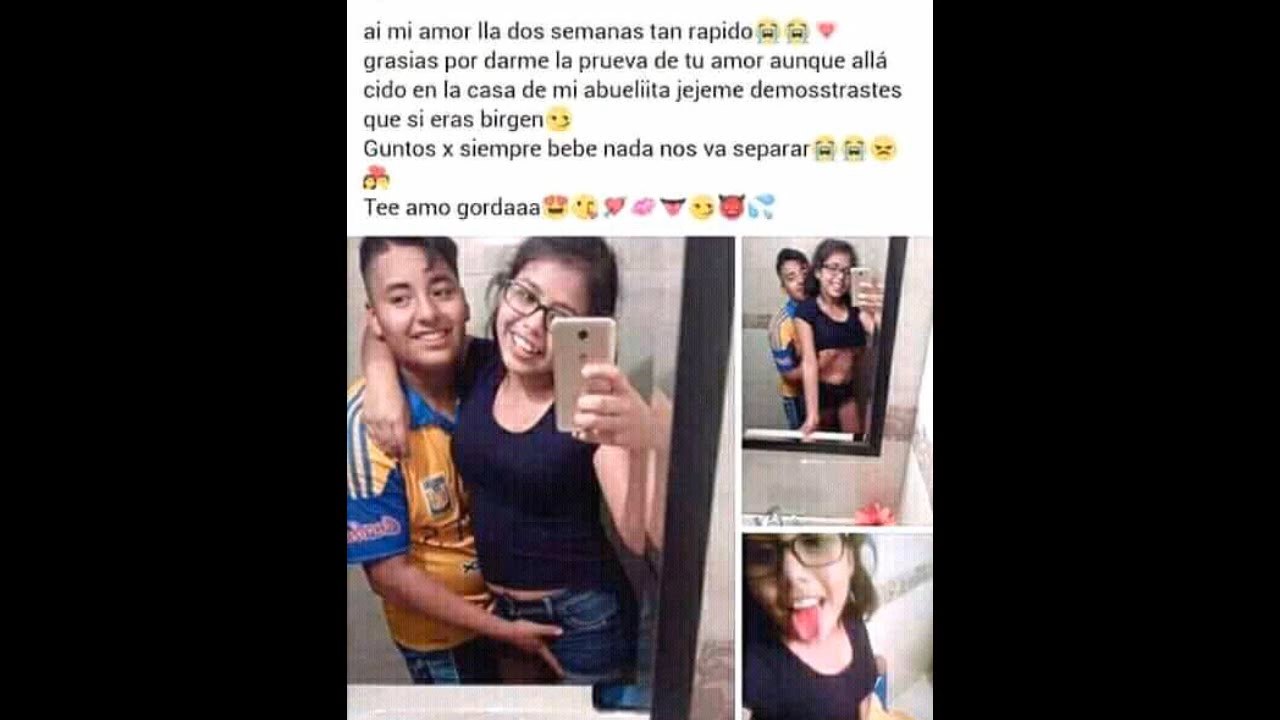 ai mi amor lla dos semanas tan rapido😭😭💗
grasias por darme la prueva de tu amor aunque allá
cido en la casa de mi abueliita jejeme demosstrastes
que si eras birgen😏
Guntos x siempre bebe nada nos va separar😭😭😣
💑
Tee amo gordaaa😍😘💘💋👅😏👿💦